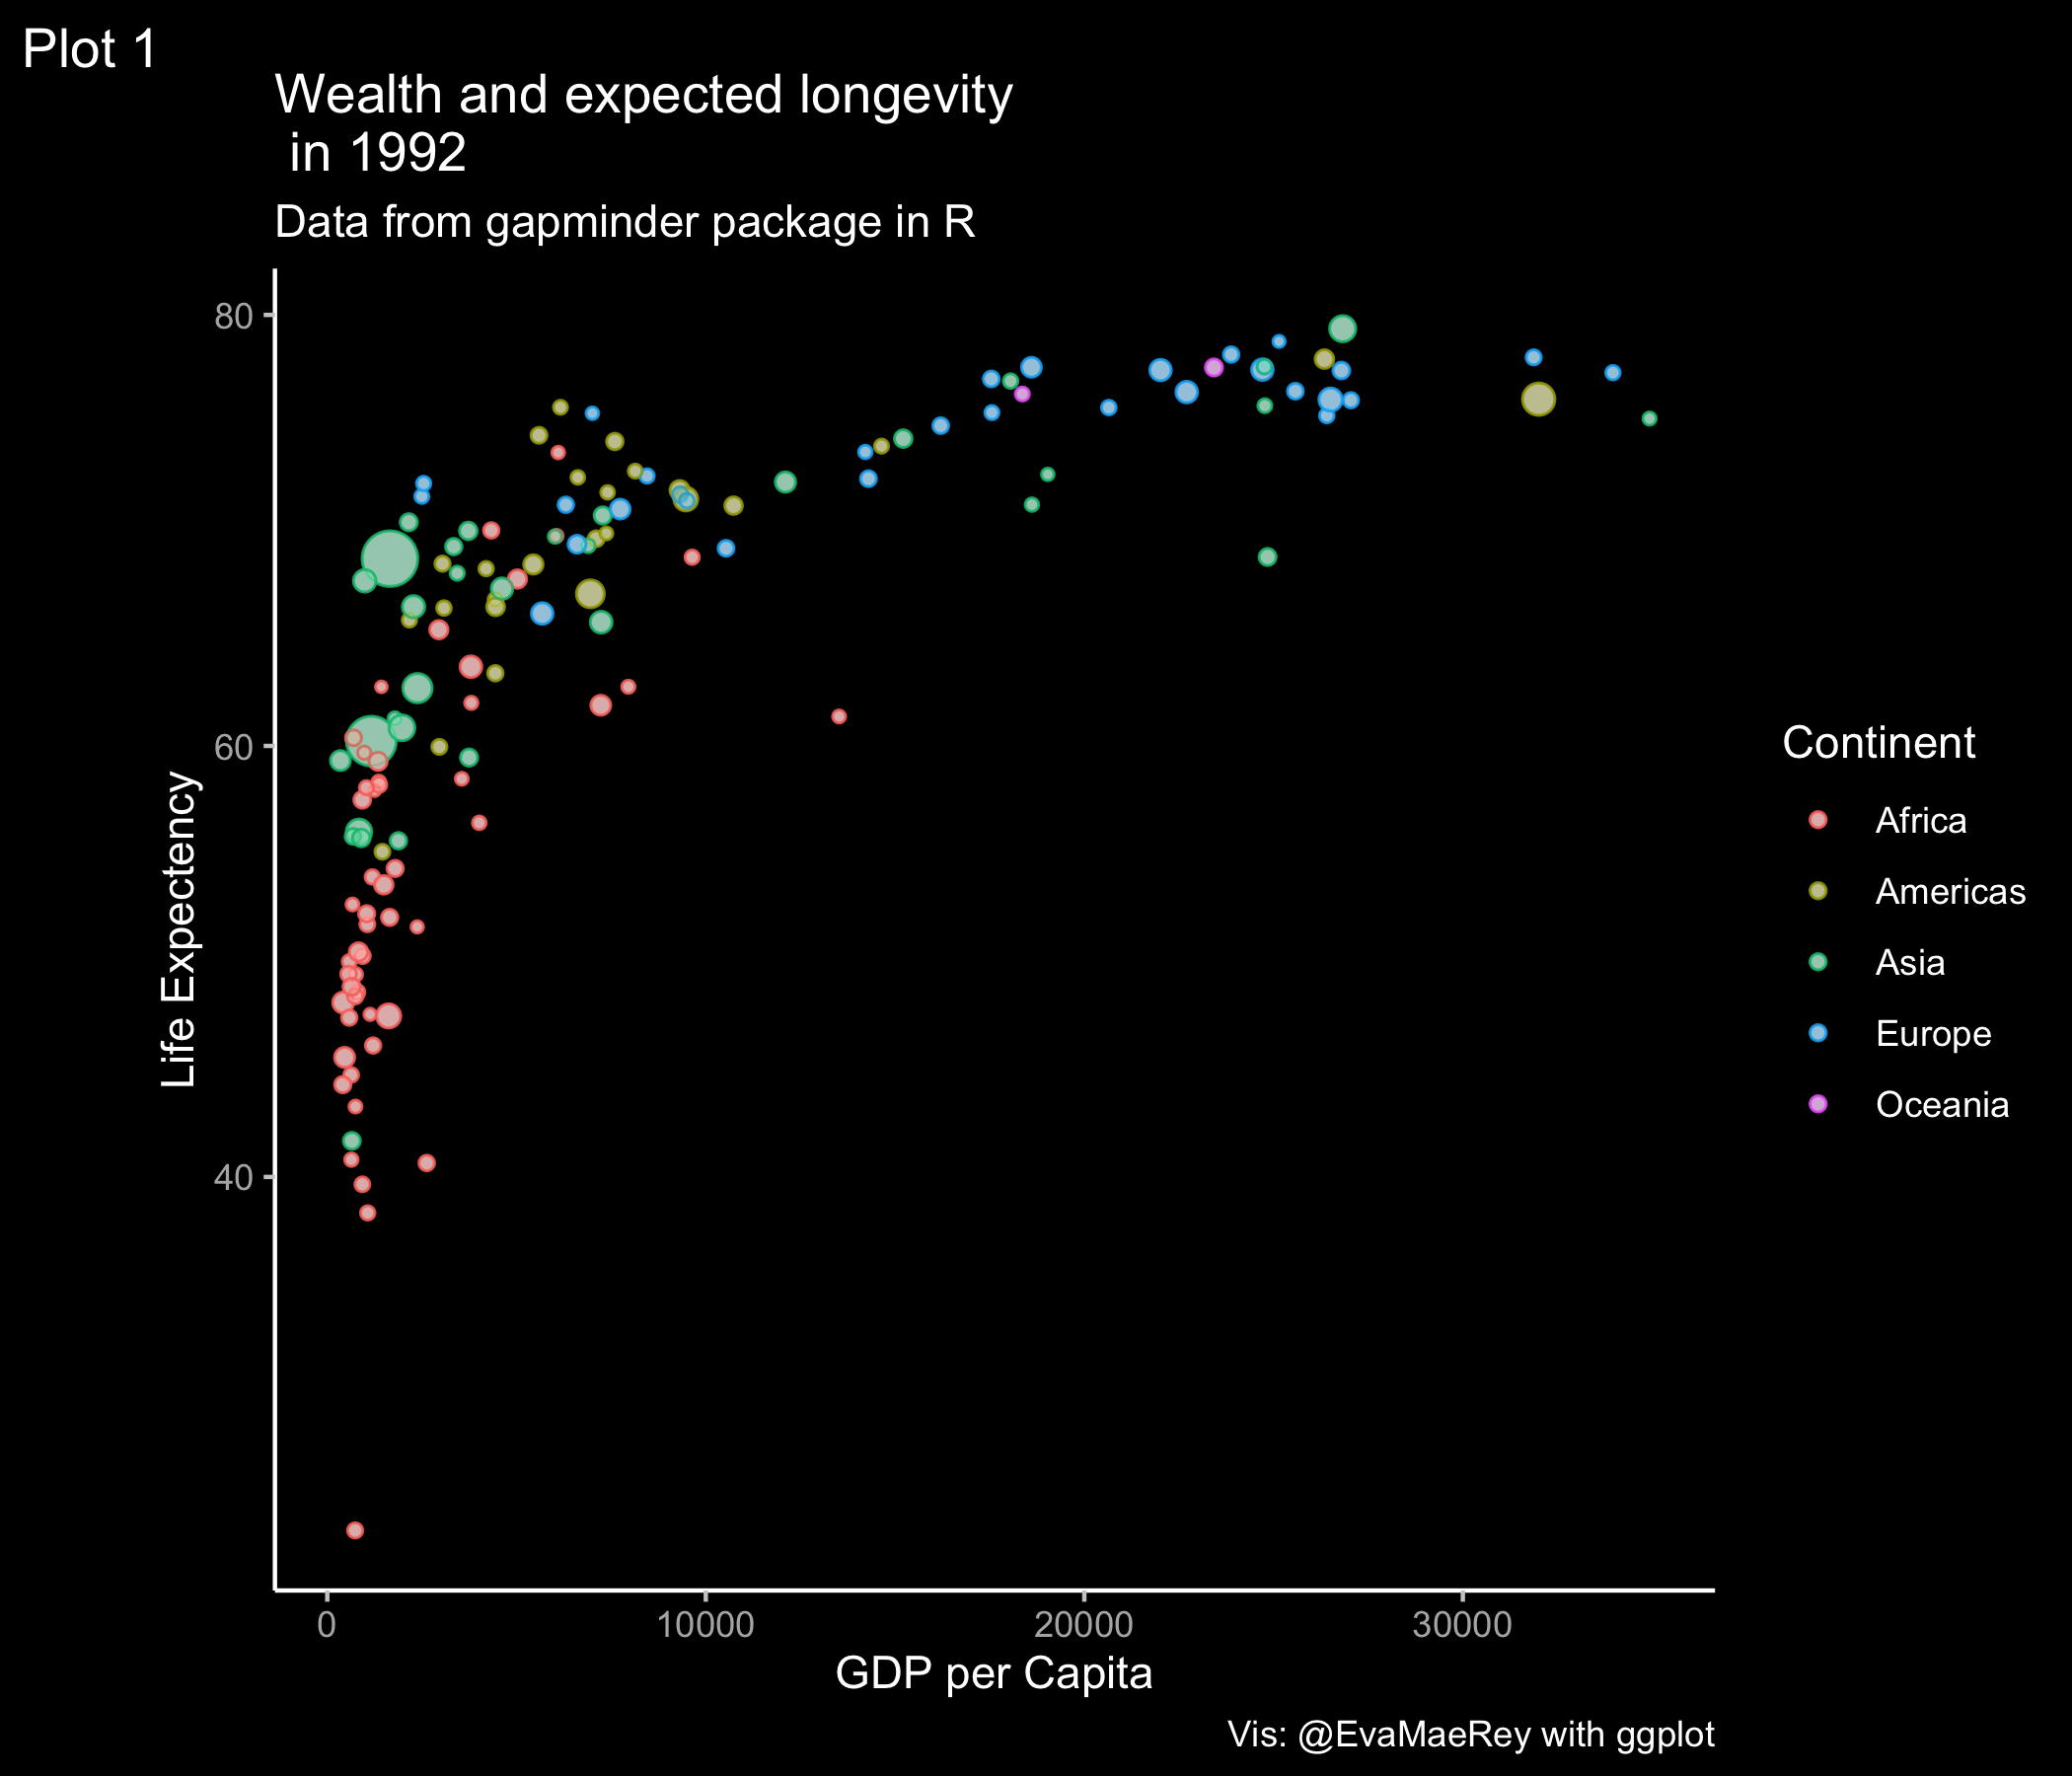 Plot 1
Wealth and expected longevity
in 1992
Data from gapminder package in R
80
60
40
Life Expectency
0 10000 20000 30000
GDP per Capita
Continent
Africa
Americas
Asia
Europe
Oceania
Vis: @EvaMaeRey with ggplot